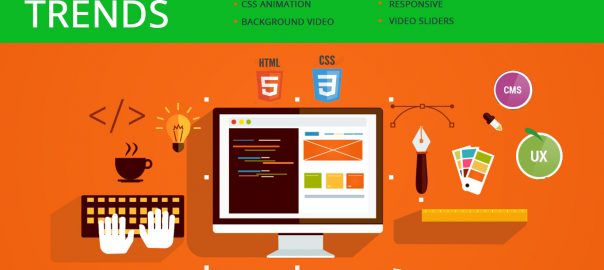 TRENDS
CSS ANIMATION
BACKGROUND VIDEO
RESPONSIVE
VIDEO SLIDERS
HTML
5
CSS
3
CMS
UX